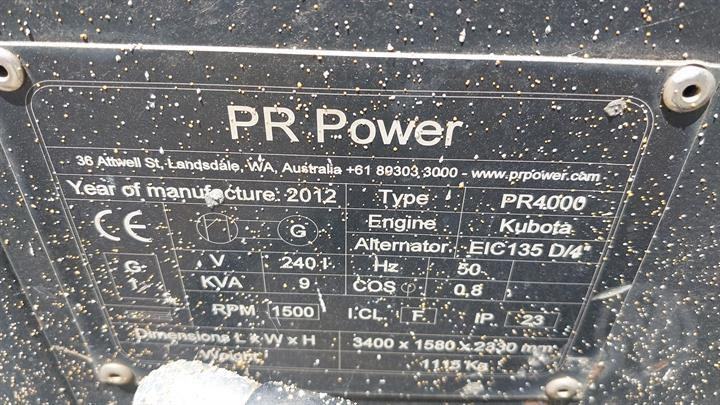 PR Power
36 Attwell St, Landsdale, WA, Australia +61 89303 3000 - www.prpower.com
Year of manufacture: 2012 Type PR4000
Engine Kubota
CE G Alternator EIC135 D/4
G V 240 Hz 50
1~ KVA 9 COS φ 0,8
RPM 1500 I.CL. F IP 23
Dimensions L x W x H 3400 x 1580 x 2330 mm
Weight 1115 Kg